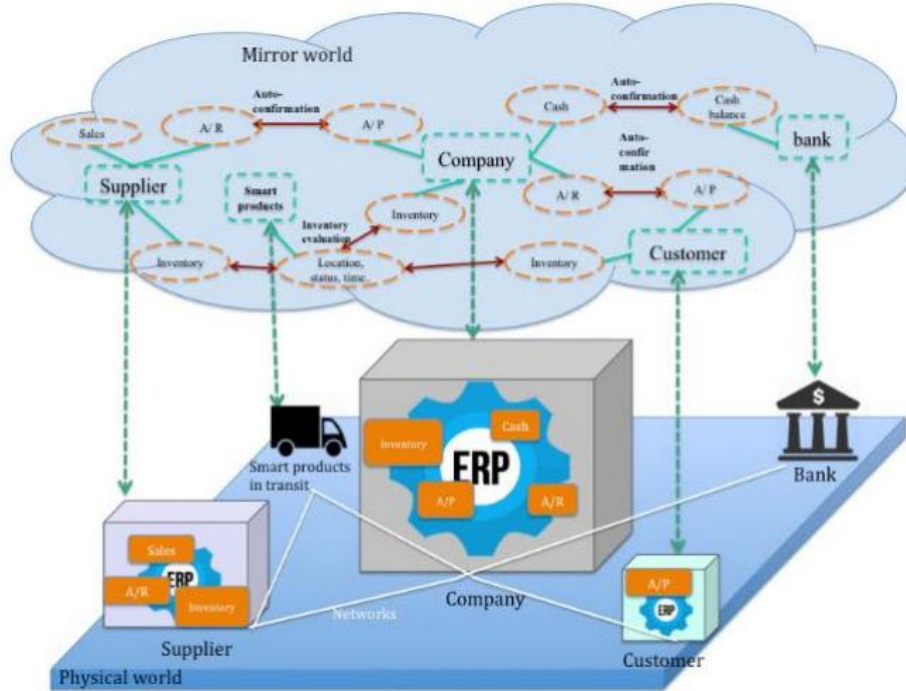 Mirror world
Auto-
confirmation
Auto-
confirmation
Sales
A/ R
A/ P
Cash
Cash
balance
bank
Company
Auto-
confir
mation
Supplier
Smart
products
A/ R
A/ P
Inventory
Inventory
evaluation
Customer
Inventory
Location,
status, time
Inventory
$
Inventory
Cash
ERP
A/P
A/R
Smart products
in transit
Bank
Sales
ERP
A/R
Inventory
A/P
ERP
Networks
Company
Supplier
Customer
Physical world